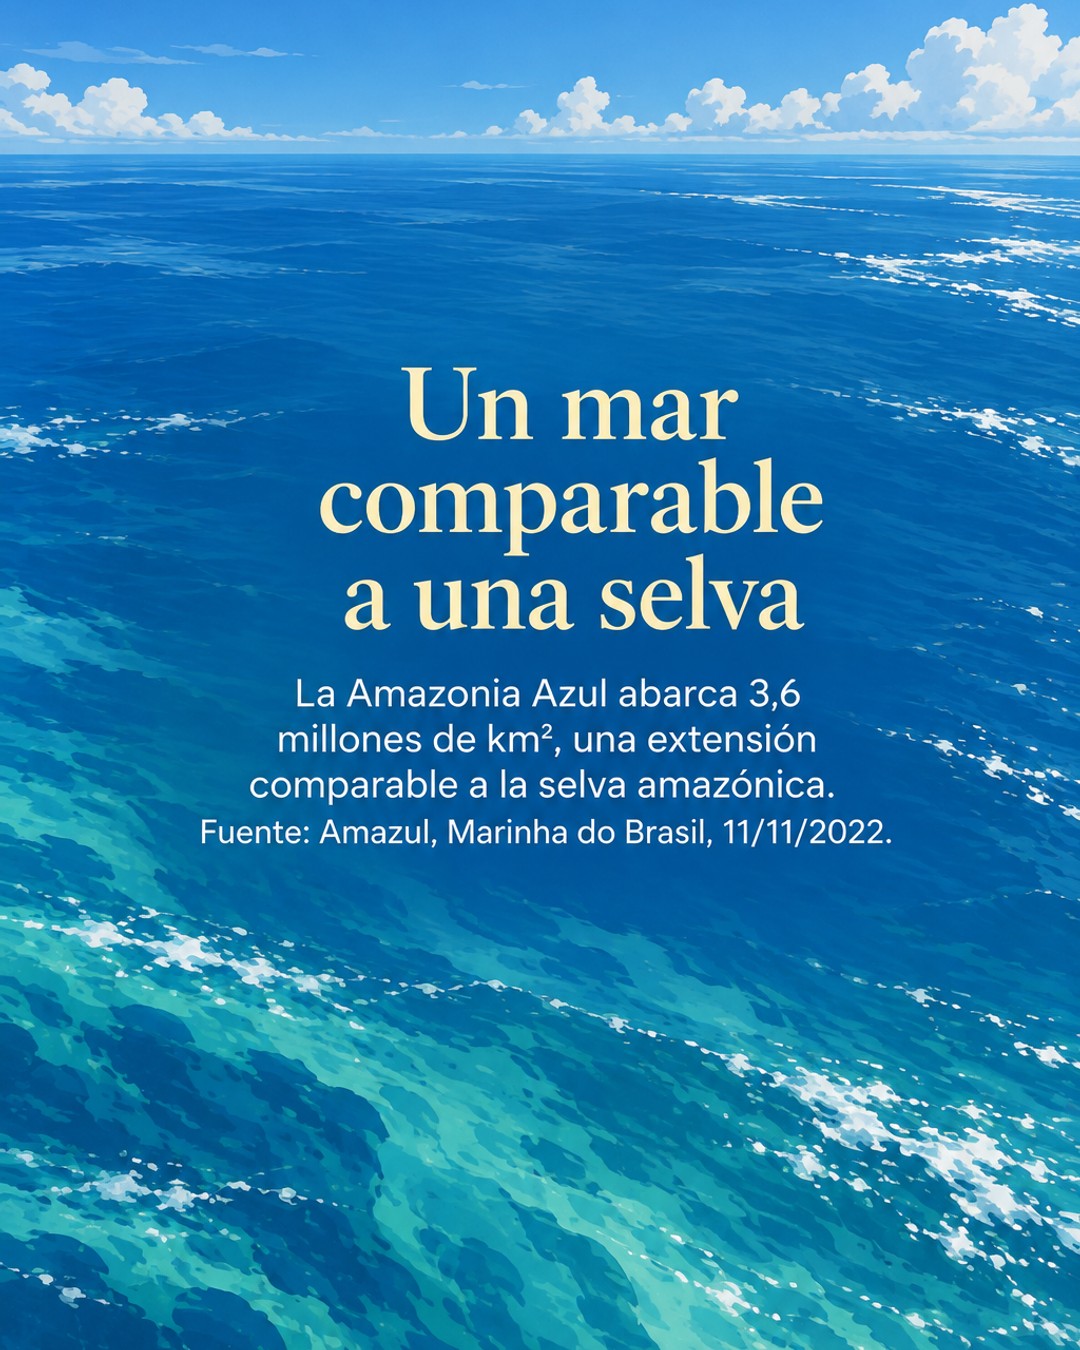 Un mar
comparable
a una selva
La Amazonia Azul abarca 3,6
millones de km², una extensión
comparable a la selva amazónica.
Fuente: Amazul, Marinha do Brasil, 11/11/2022.